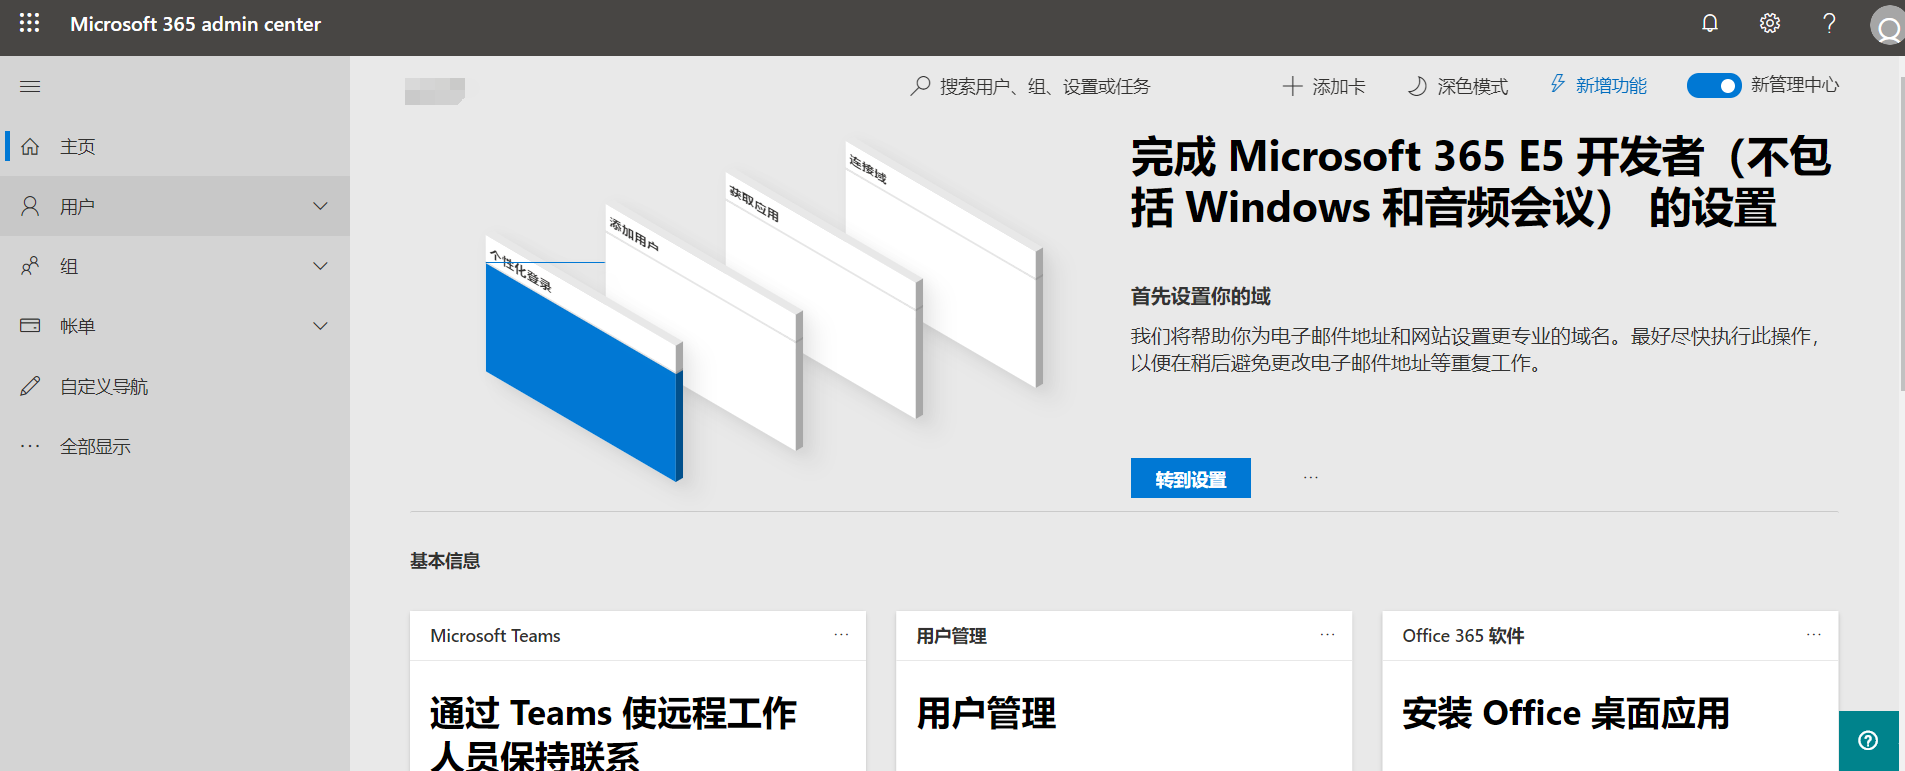 Microsoft 365 admin center
搜索用户、组、设置或任务
添加卡
深色模式
新增功能
新管理中心
主页
用户
组
帐单
自定义导航
全部显示
个性化登录
添加用户
获取应用
连接域
完成 Microsoft 365 E5 开发者（不包
括 Windows 和音频会议） 的设置
首先设置你的域
我们将帮助你为电子邮件地址和网站设置更专业的域名。最好尽快执行此操作，
以便在稍后避免更改电子邮件地址等重复工作。
转到设置
基本信息
Microsoft Teams
通过 Teams 使远程工作
人员保持联系
用户管理
用户管理
Office 365 软件
安装 Office 桌面应用